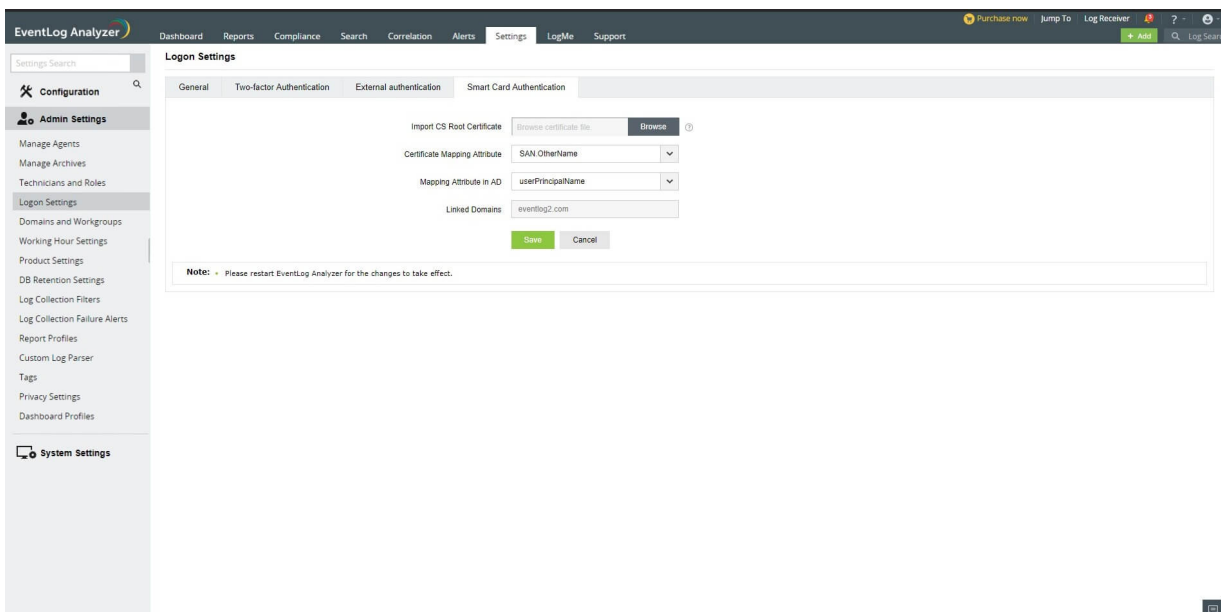 Purchase now Jump To Log Receiver ?
EventLog Analyzer
Dashboard Reports Compliance Search Correlation Alerts Settings LogMe Support
+ Add Log Sear
Settings Search
Logon Settings
Configuration
General Two-factor Authentication External authentication Smart Card Authentication
Admin Settings
Import CS Root Certificate Browse certificate file Browse ?
Manage Agents
Certificate Mapping Attribute SAN.OtherName
Manage Archives
Mapping Attribute in AD userPrincipalName
Technicians and Roles
Logon Settings
Linked Domains eventlog2.com
Domains and Workgroups
Working Hour Settings
Save Cancel
Product Settings
Note: Please restart EventLog Analyzer for the changes to take effect.
DB Retention Settings
Log Collection Filters
Log Collection Failure Alerts
Report Profiles
Custom Log Parser
Tags
Privacy Settings
Dashboard Profiles
System Settings